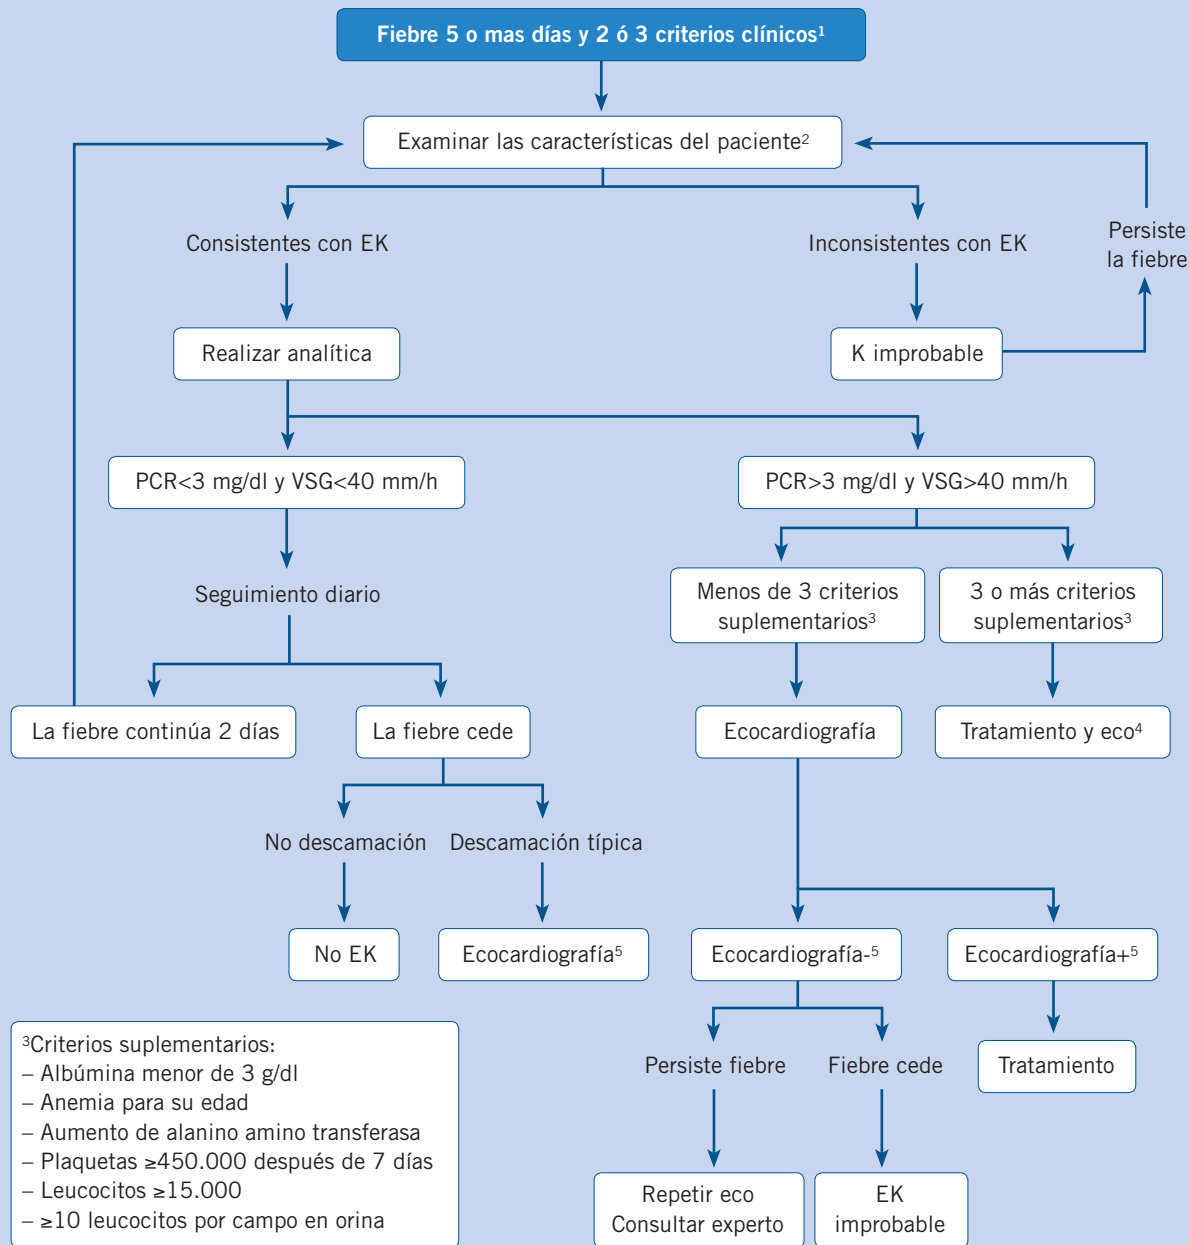 Fiebre 5 o mas días y 2 ó 3 criterios clínicos¹
Examinar las características del paciente²
Consistentes con EK
Inconsistentes con EK
Persiste
la fiebre
Realizar analítica
K improbable
PCR<3 mg/dl y VSG<40 mm/h
PCR>3 mg/dl y VSG>40 mm/h
Seguimiento diario
Menos de 3 criterios
suplementarios³
3 o más criterios
suplementarios³
La fiebre continúa 2 días
La fiebre cede
Ecocardiografía
Tratamiento y eco⁴
No descamación
Descamación típica
No EK
Ecocardiografía⁵
Ecocardiografía-⁵
Ecocardiografía+⁵
Persiste fiebre
Fiebre cede
Tratamiento
Repetir eco
Consultar experto
EK
improbable
³Criterios suplementarios:
– Albúmina menor de 3 g/dl
– Anemia para su edad
– Aumento de alanino amino transferasa
– Plaquetas ≥450.000 después de 7 días
– Leucocitos ≥15.000
– ≥10 leucocitos por campo en orina